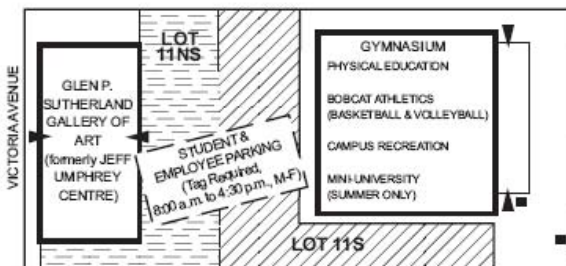 VICTORIA AVENUE
GLEN P.
SUTHERLAND
GALLERY OF
ART
(formerly JEFF
UMPHREY
CENTRE)
LOT
11NS
STUDENT &
EMPLOYEE PARKING
(Tag Required,
8:00 a.m. to 4:30 p.m., M-F)
GYMNASIUM
PHYSICAL EDUCATION
BOBCAT ATHLETICS
(BASKETBALL & VOLLEYBALL)
CAMPUS RECREATION
MINI-UNIVERSITY
(SUMMER ONLY)
LOT 11S